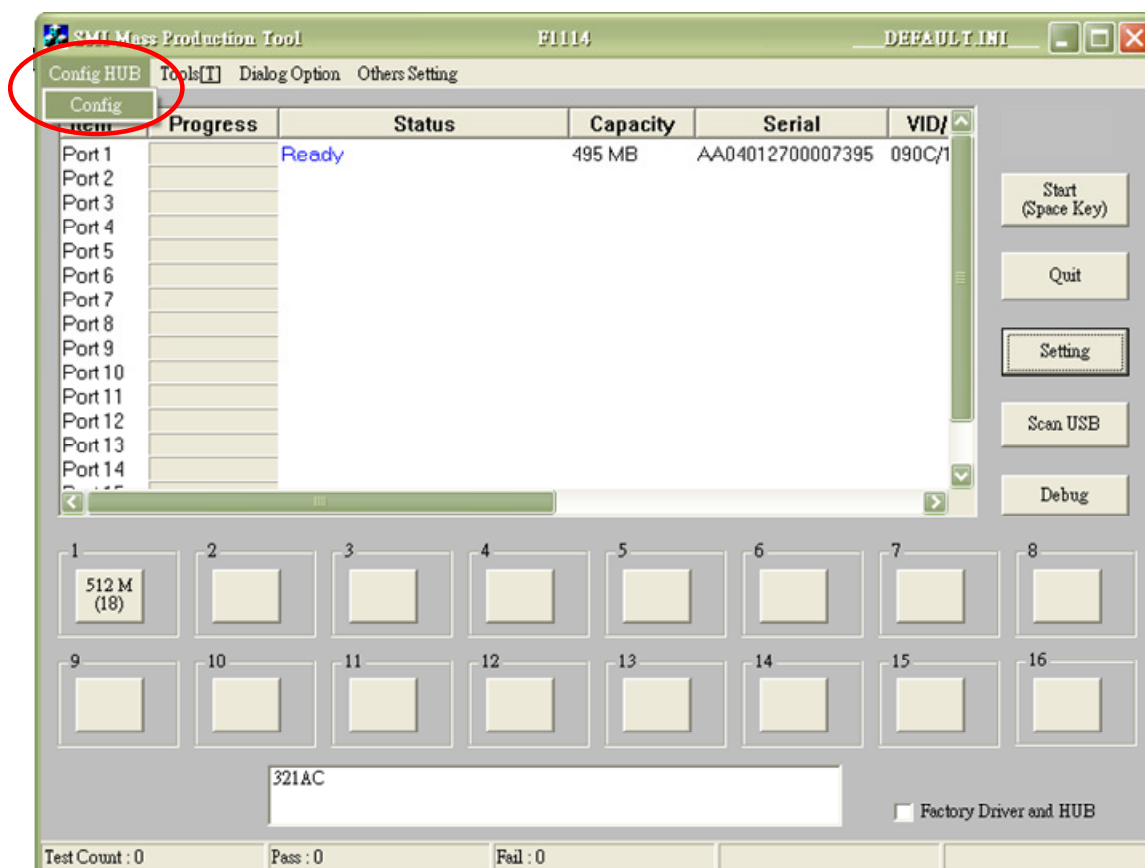 SMI Mass Production Tool F1114 DEFAULT.INI
Config HUB Tools[T] Dialog Option Others Setting
Config
Item Progress Status Capacity Serial VID/
Port 1 Ready 495 MB AA04012700007395 090C/1
Port 2
Port 3
Port 4
Port 5
Port 6
Port 7
Port 8
Port 9
Port 10
Port 11
Port 12
Port 13
Port 14
Start
(Space Key)
Quit
Setting
Scan USB
Debug
1 2 3 4 5 6 7 8
512 M
(18)
9 10 11 12 13 14 15 16
321AC
Factory Driver and HUB
Test Count : 0 Pass : 0 Fail : 0